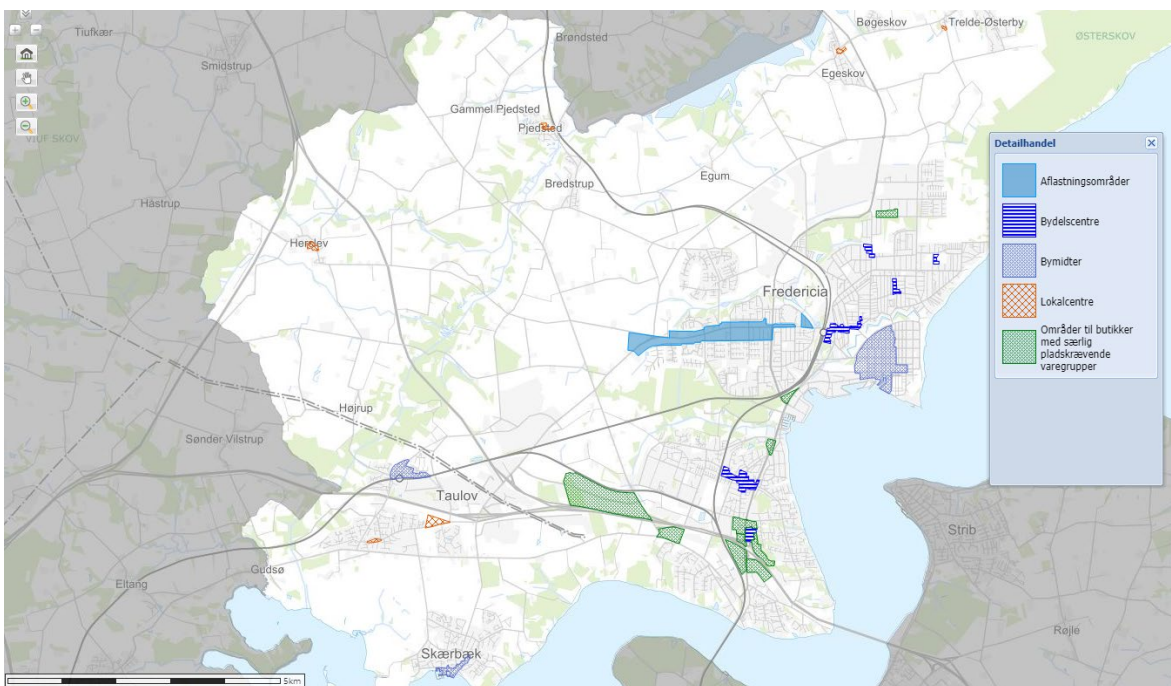 Tiufkær
Smidstrup
Brøndsted
Bøgeskov
Trelde-Østerby
ØSTERSKOV
Egeskov
Gammel Pjedsted
Pjedsted
VIUF SKOV
Bredstrup
Egum
Håstrup
Herslev
Fredericia
Højrup
Sønder Vilstrup
Taulov
Gudsø
Eltang
Skærbæk
Strib
Røjle
5km
Detailhandel
Aflastningsområder
Bydelscentre
Bymidter
Lokalcentre
Områder til butikker
med særlig
pladskrævende
varegrupper